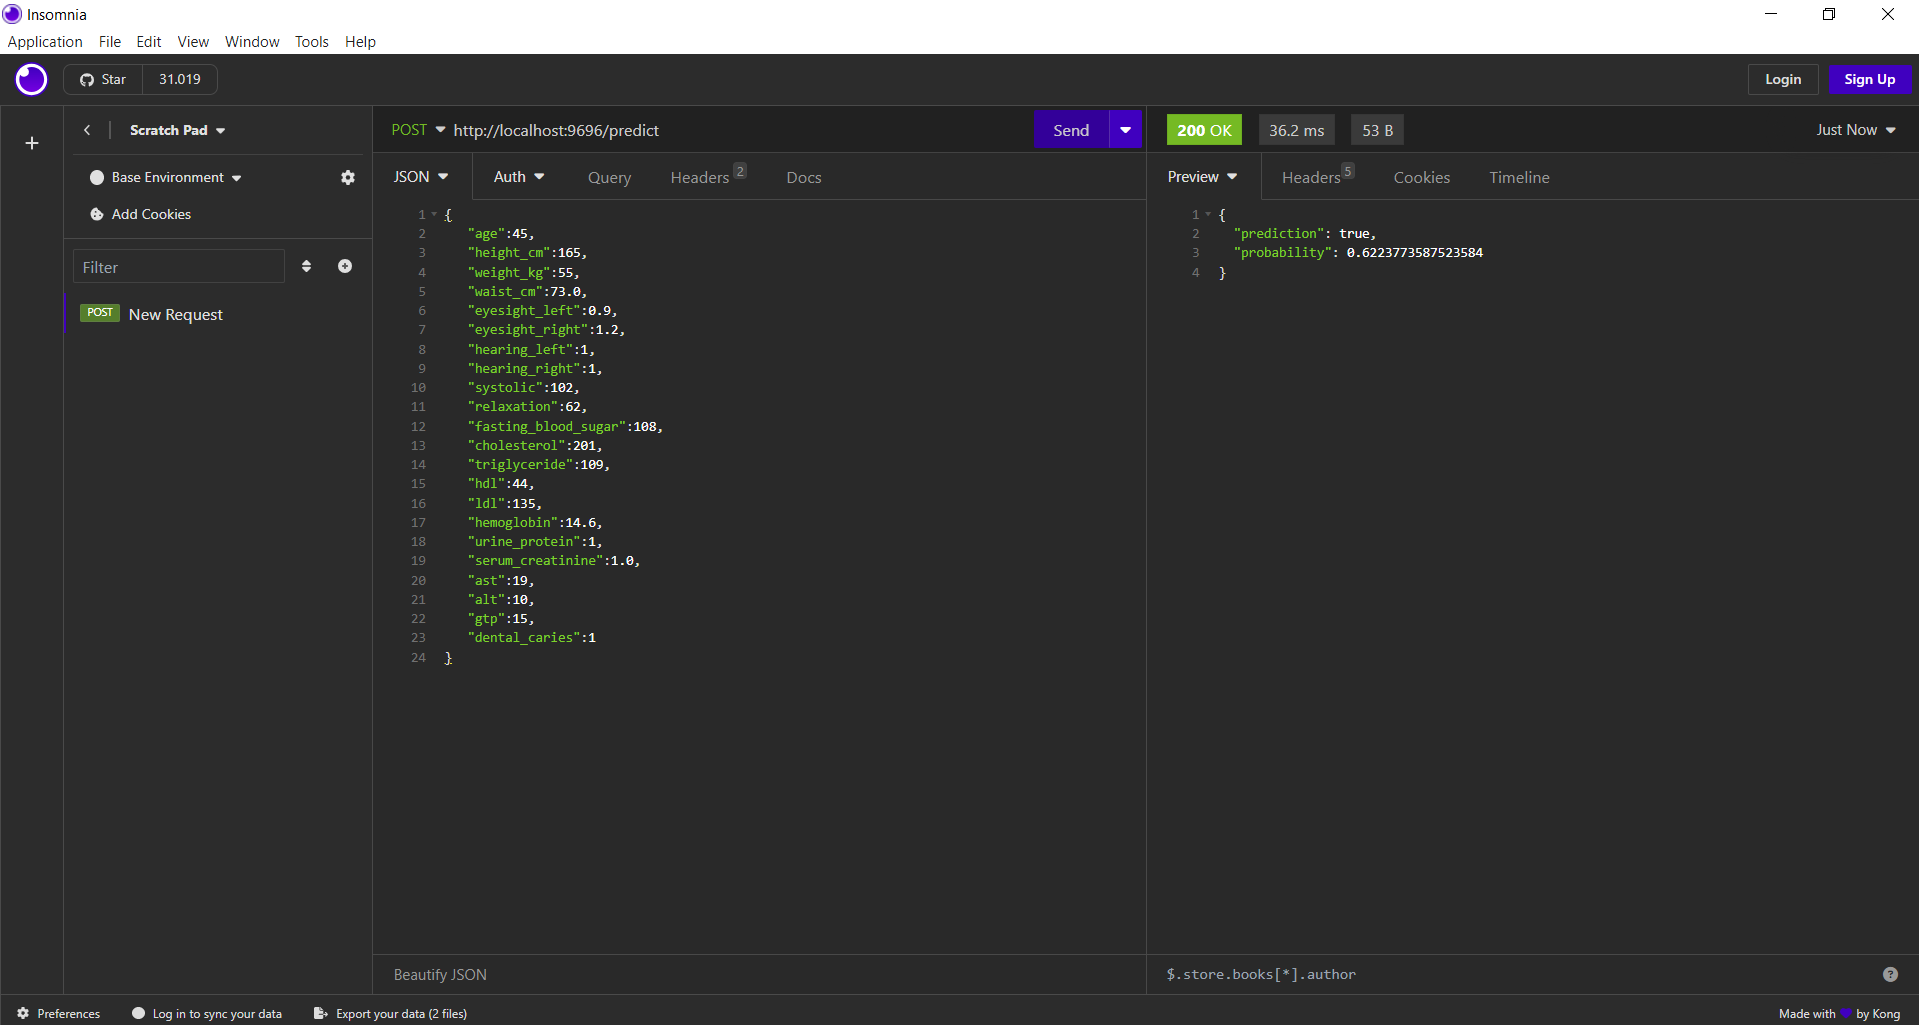 Insomnia
Application File Edit View Window Tools Help
Star 31.019 Login Sign Up
Scratch Pad
POST http://localhost:9696/predict Send
200 OK 36.2 ms 53 B Just Now
Base Environment
Add Cookies
Filter
POST New Request
JSON Auth Query Headers 2 Docs
1 {
2 "age":45,
3 "height_cm":165,
4 "weight_kg":55,
5 "waist_cm":73.0,
6 "eyesight_left":0.9,
7 "eyesight_right":1.2,
8 "hearing_left":1,
9 "hearing_right":1,
10 "systolic":102,
11 "relaxation":62,
12 "fasting_blood_sugar":108,
13 "cholesterol":201,
14 "triglyceride":109,
15 "hdl":44,
16 "ldl":135,
17 "hemoglobin":14.6,
18 "urine_protein":1,
19 "serum_creatinine":1.0,
20 "ast":19,
21 "alt":10,
22 "gtp":15,
23 "dental_caries":1
24 }
Beautify JSON
Preview Headers 5 Cookies Timeline
1 {
2 "prediction": true,
3 "probability": 0.6223773587523584
4 }
$.store.books[*].author
Preferences Log in to sync your data Export your data (2 files) Made with by Kong